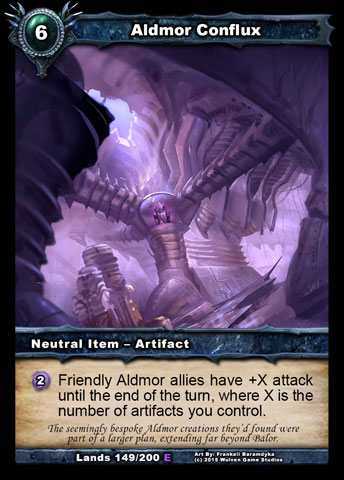 6
Aldmor Conflux
Neutral Item – Artifact
2
Friendly Aldmor allies have +X attack
until the end of the turn, where X is the
number of artifacts you control.
The seemingly bespoke Aldmor creations they'd found were
part of a larger plan, extending far beyond Balor.
Lands 149/200 E
Art By: Frankell Baramdyka
(c) 2015 Wulven Game Studios